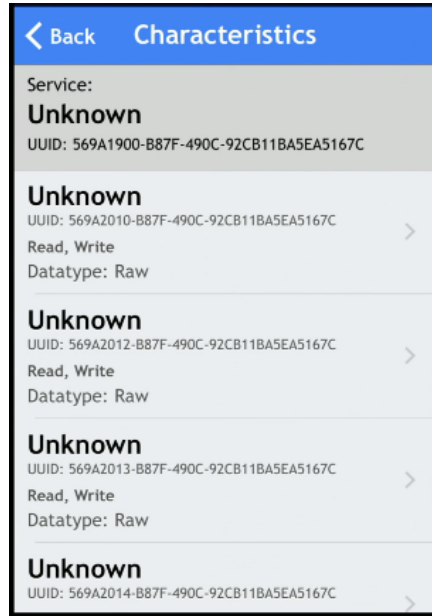 Back Characteristics
Service:
Unknown
UUID: 569A1900-B87F-490C-92CB11BA5EA5167C
Unknown
UUID: 569A2010-B87F-490C-92CB11BA5EA5167C
Read, Write
Datatype: Raw
Unknown
UUID: 569A2012-B87F-490C-92CB11BA5EA5167C
Read, Write
Datatype: Raw
Unknown
UUID: 569A2013-B87F-490C-92CB11BA5EA5167C
Read, Write
Datatype: Raw
Unknown
UUID: 569A2014-B87F-490C-92CB11BA5EA5167C